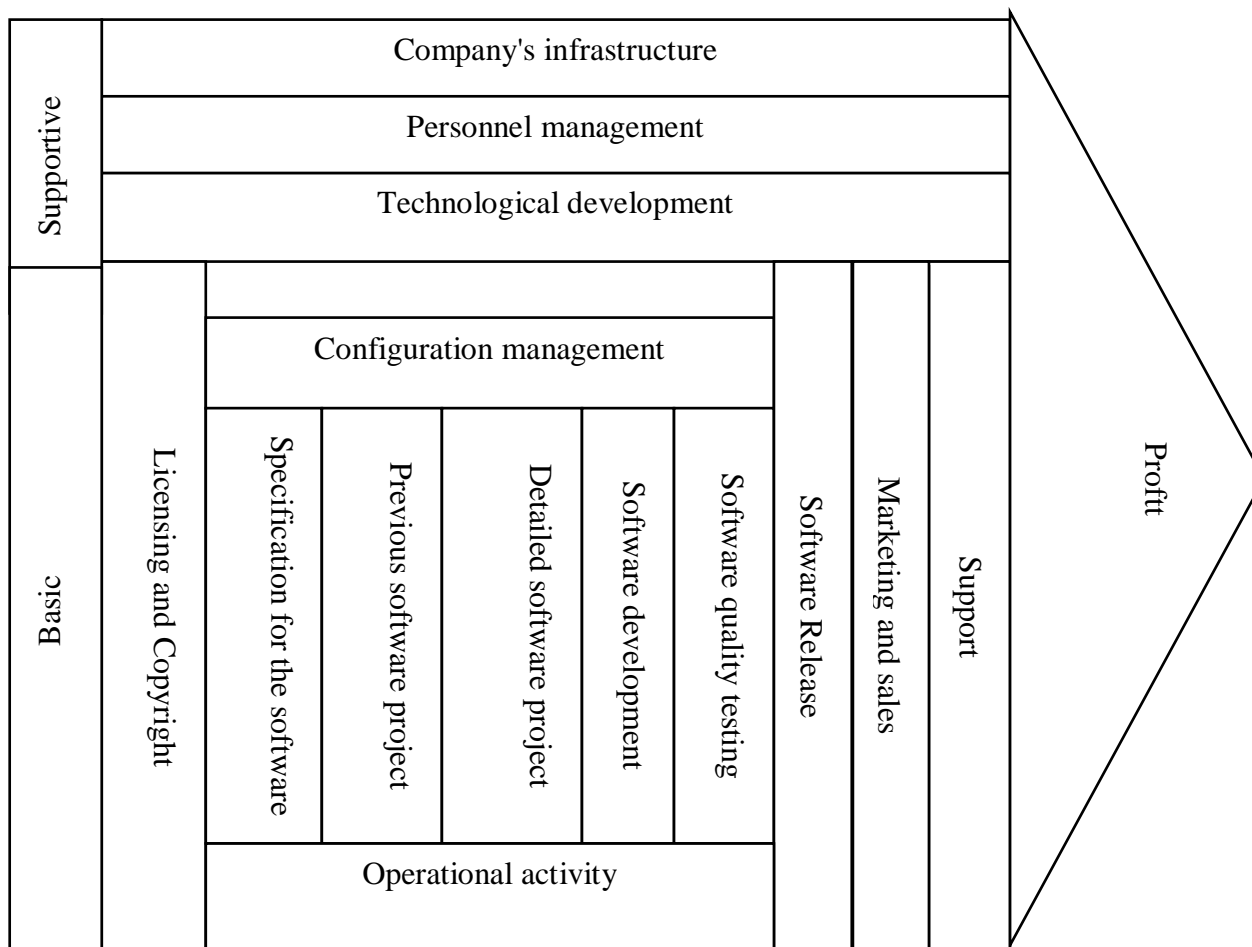 Supportive
Company's infrastructure
Personnel management
Technological development
Basic
Licensing and Copyright
Configuration management
Specification for the software
Previous software project
Detailed software project
Software development
Software quality testing
Operational activity
Software Release
Marketing and sales
Support
Profitt